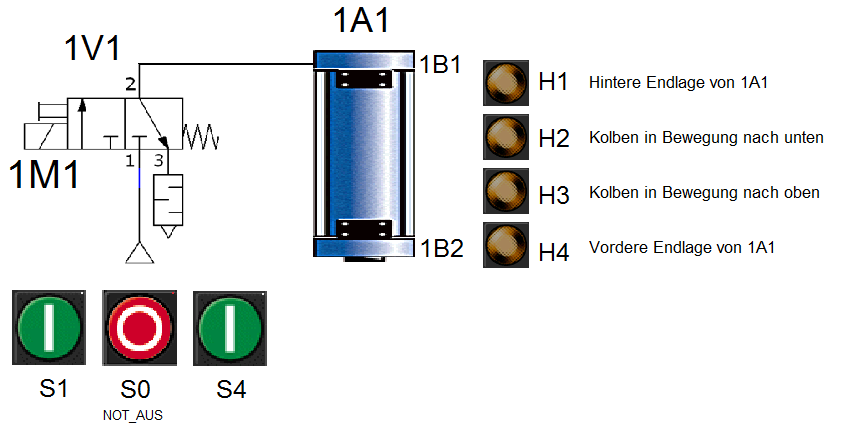 1A1
1V1
1B1
2
H1 Hintere Endlage von 1A1
H2 Kolben in Bewegung nach unten
1 3
1M1
H3 Kolben in Bewegung nach oben
1B2
H4 Vordere Endlage von 1A1
S1 S0 S4
NOT_AUS